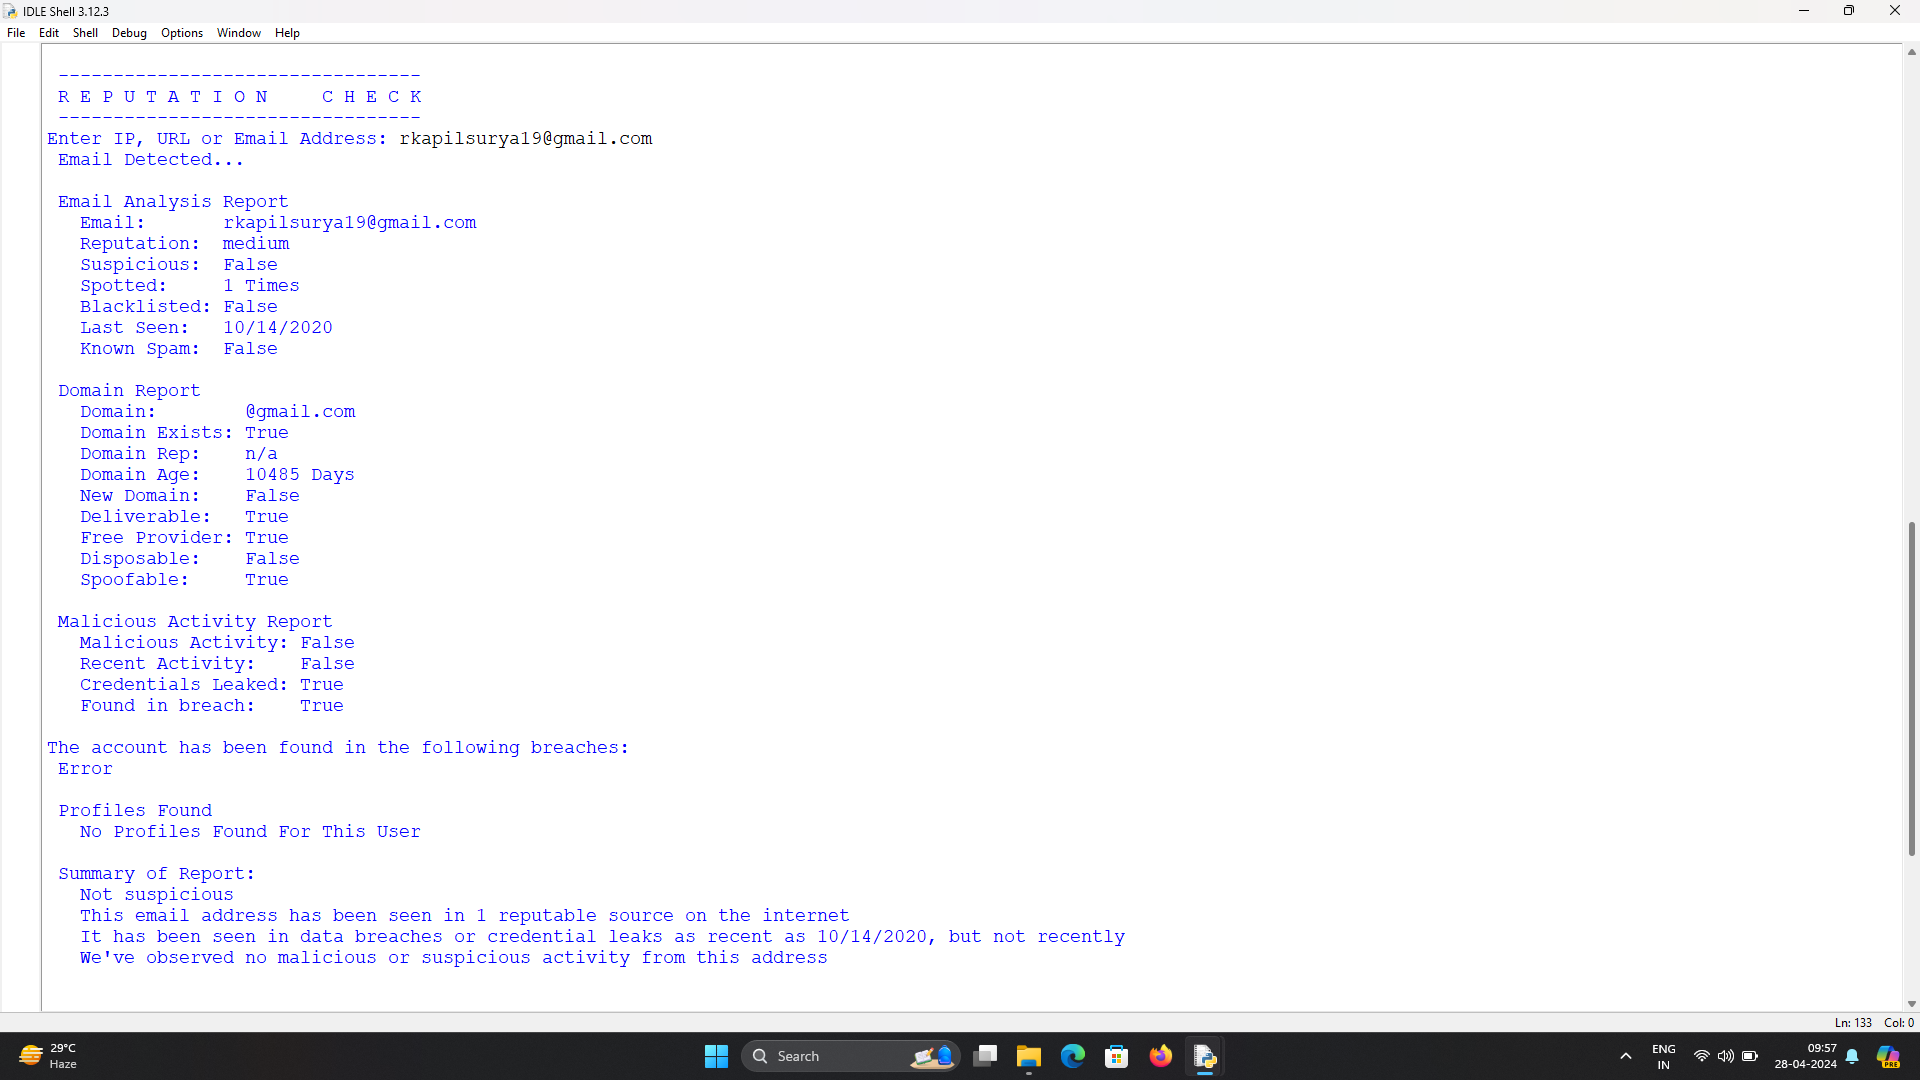 IDLE Shell 3.12.3
File Edit Shell Debug Options Window Help
---------------------------------
R E P U T A T I O N     C H E C K
---------------------------------
Enter IP, URL or Email Address: rkapilsurya19@gmail.com
Email Detected...
Email Analysis Report
Email: rkapilsurya19@gmail.com
Reputation: medium
Suspicious: False
Spotted: 1 Times
Blacklisted: False
Last Seen: 10/14/2020
Known Spam: False
Domain Report
Domain: @gmail.com
Domain Exists: True
Domain Rep: n/a
Domain Age: 10485 Days
New Domain: False
Deliverable: True
Free Provider: True
Disposable: False
Spoofable: True
Malicious Activity Report
Malicious Activity: False
Recent Activity: False
Credentials Leaked: True
Found in breach: True
The account has been found in the following breaches:
Error
Profiles Found
No Profiles Found For This User
Summary of Report:
Not suspicious
This email address has been seen in 1 reputable source on the internet
It has been seen in data breaches or credential leaks as recent as 10/14/2020, but not recently
We've observed no malicious or suspicious activity from this address
Ln: 133 Col: 0
29°C
Haze
Search
ENG
IN
09:57
28-04-2024
PRE